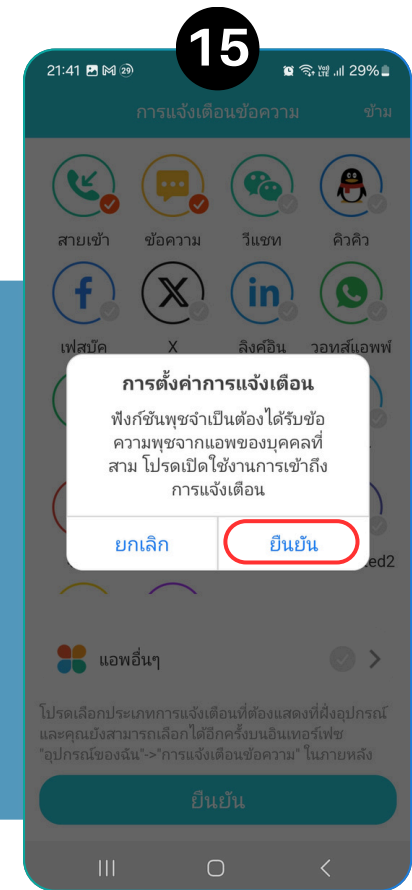 15
21:41 29 29%
การแจ้งเตือนข้อความ ข้าม
สายเข้า ข้อความ วีแชท คิวคิว
เฟสบุ๊ค X ลิงค์อิน วอทส์แอพพ์
การตั้งค่าการแจ้งเตือน
ฟังก์ชันพุชจำเป็นต้องได้รับข้อ
ความพุชจากแอพของบุคคลที่
สาม โปรดเปิดใช้งานการเข้าถึง
การแจ้งเตือน
ยกเลิก ยืนยัน
ed2
แอพอื่นๆ
โปรดเลือกประเภทการแจ้งเตือนที่ต้องแสดงที่ฝั่งอุปกรณ์
และคุณยังสามารถเลือกได้อีกครั้งบนอินเทอร์เฟซ
"อุปกรณ์ของฉัน"->"การแจ้งเตือนข้อความ" ในภายหลัง
ยืนยัน